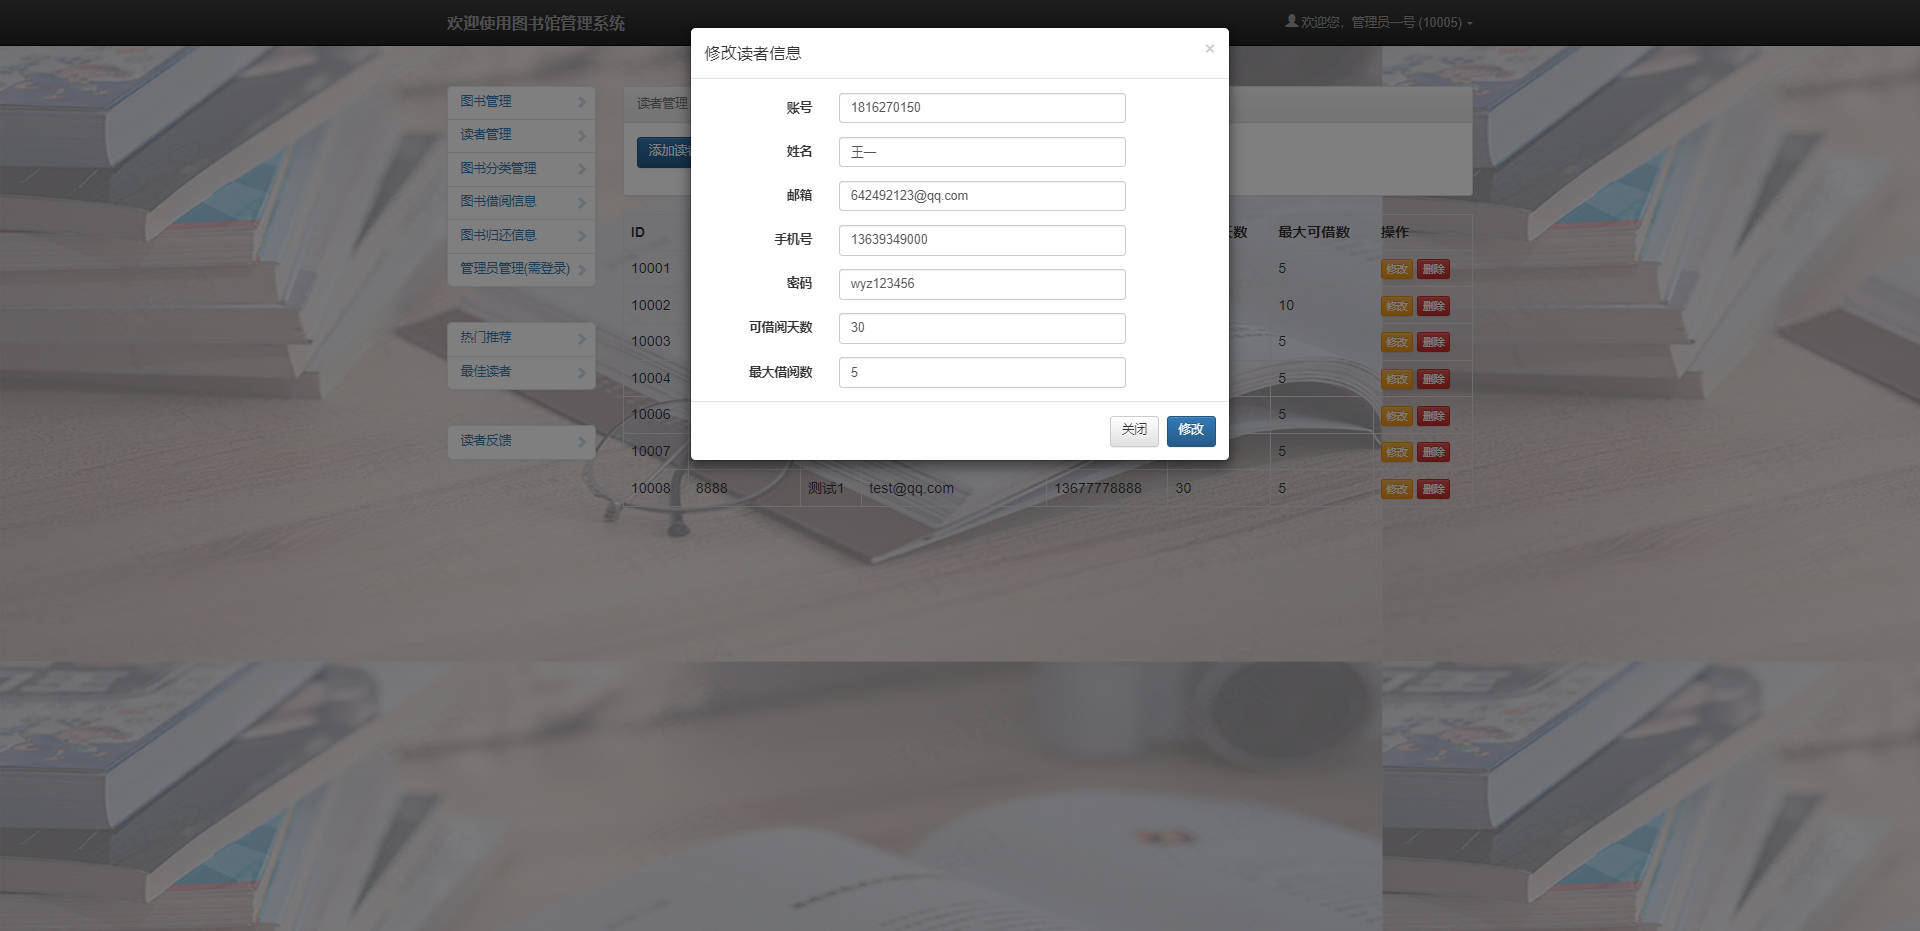 欢迎使用图书馆管理系统
欢迎您，管理员一号 (10005)
修改读者信息
×
账号 1816270150
姓名 王一
邮箱 642492123@qq.com
手机号 13639349000
密码 wyz123456
可借阅天数 30
最大借阅数 5
关闭 修改
图书管理
读者管理
图书分类管理
图书借阅信息
图书归还信息
管理员管理(需登录)
热门推荐
最佳读者
读者反馈
读者管理
添加读
ID 数 最大可借数 操作
10001 5 修改 删除
10002 10 修改 删除
10003 5 修改 删除
10004 5 修改 删除
10006 5 修改 删除
10007 5 修改 删除
10008 8888 测试1 test@qq.com 13677778888 30 5 修改 删除